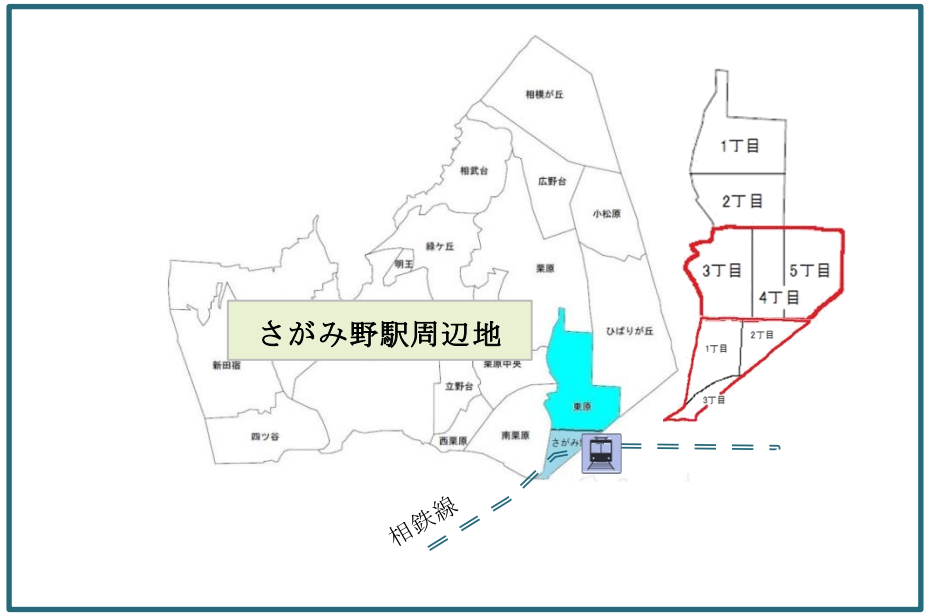 相模が丘
相武台
広野台
小松原
緑ケ丘
明王
栗原
ひばりが丘
さがみ野駅周辺地
新田宿
栗原中央
立野台
東原
四ツ谷
西栗原
南栗原
さがみ
相鉄線
1丁目
2丁目
3丁目
5丁目
4丁目
1丁目
2丁目
3丁目